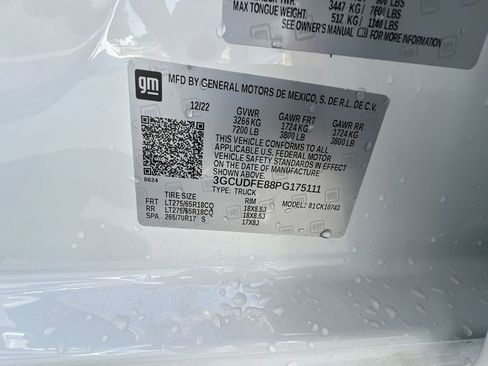 3447 KG / 7600 LBS
MAX TONGUE WEIGHT 517 KG / 1140 LBS
SEE OWNER'S MANUAL FOR MORE INFORMATION
gm
MFD BY GENERAL MOTORS DE MEXICO, S. DE R.L. DE C.V.
12/22 GVWR GAWR FRT GAWR RR
3266 KG 1724 KG 1724 KG
7200 LB 3800 LB 3800 LB
THIS VEHICLE CONFORMS TO ALL APPLICABLE
U.S. FEDERAL MOTOR
VEHICLE SAFETY
STANDARDS IN EFFECT ON THE
DATE OF MANUFACTURE SHOWN ABOVE.
3GCUDFE88PG175111
8624 TYPE: TRUCK MODEL: 81CK10743
TIRE SIZE RIM
FRT LT275/65R18CQ 18X8.5J
RR LT275/65R18CQ 18X8.5J
SPA 265/70R17 S 17X8J